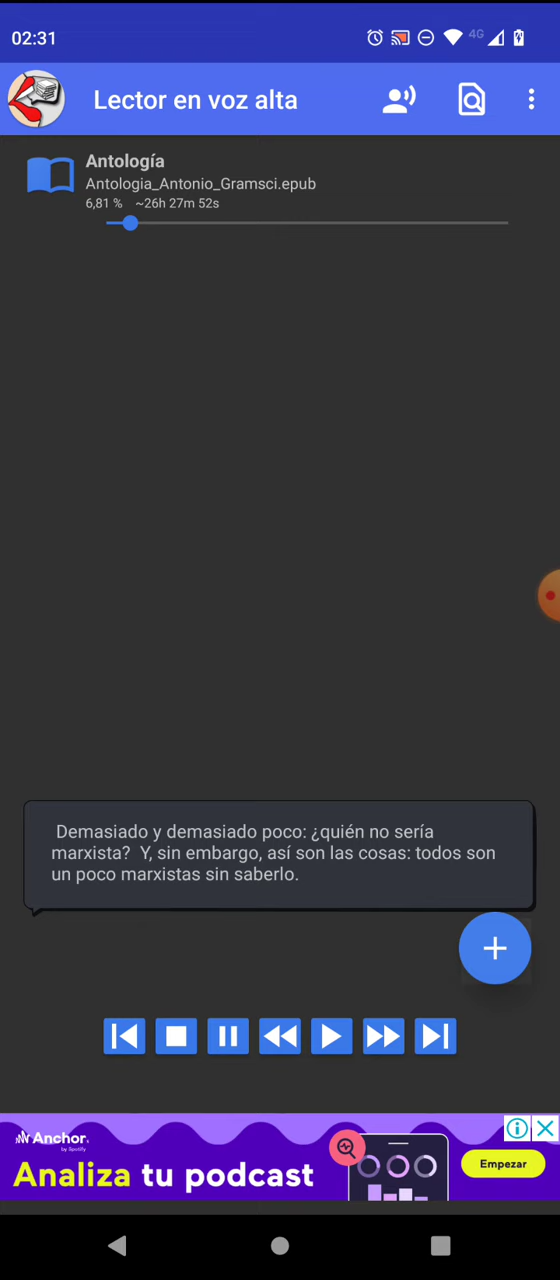 02:31
4G
Lector en voz alta
Antología
Antologia_Antonio_Gramsci.epub
6,81 % ~26h 27m 52s
Demasiado y demasiado poco: ¿quién no sería
marxista?  Y, sin embargo, así son las cosas: todos son
un poco marxistas sin saberlo.
Anchor
by Spotify
Analiza tu podcast
Empezar